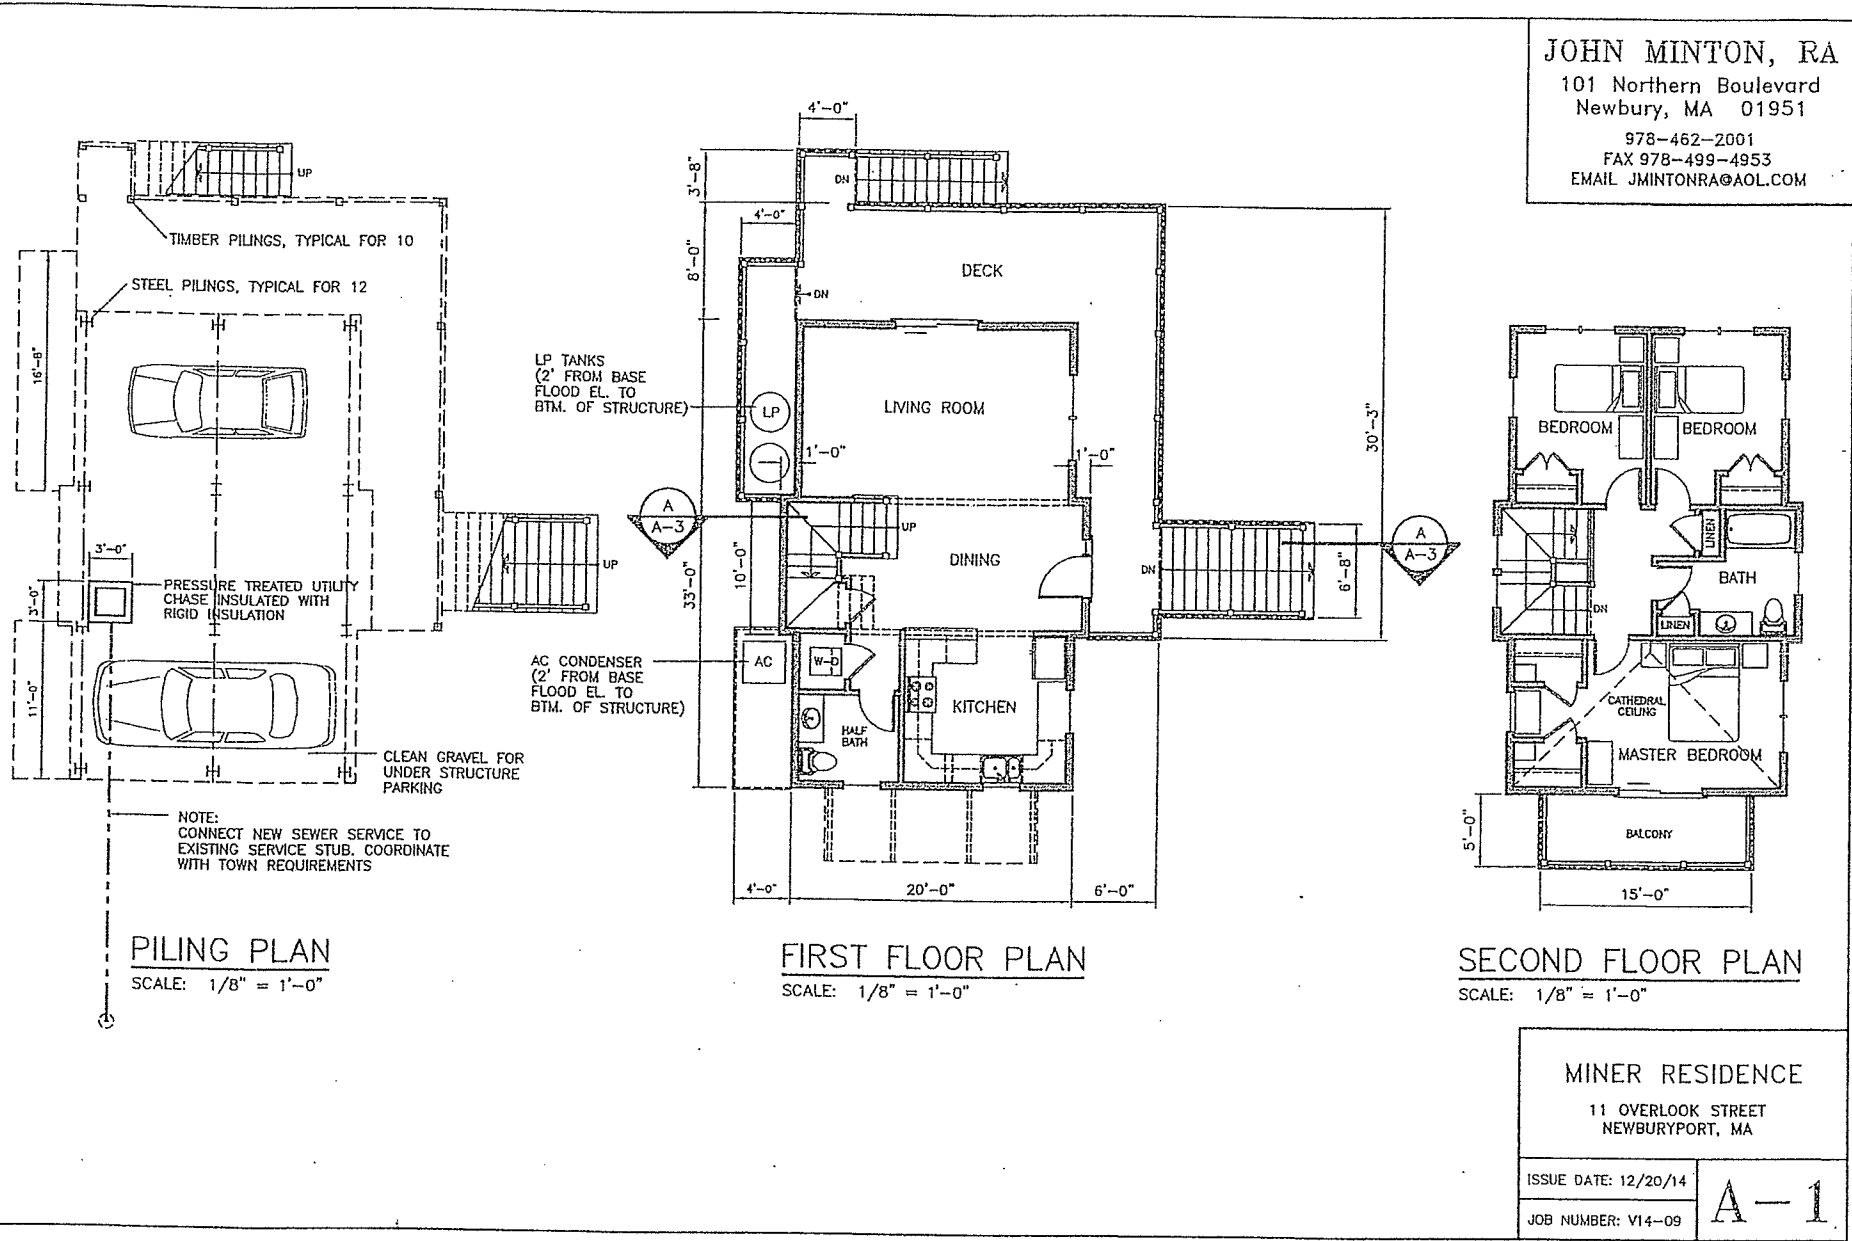 JOHN MINTON, RA
101 Northern Boulevard
Newbury, MA 01951
978-462-2001
FAX 978-499-4953
EMAIL JMINTONRA@AOL.COM
UP
TIMBER PILINGS, TYPICAL FOR 10
STEEL PILINGS, TYPICAL FOR 12
16'-8"
3'-0"
3'-0"
PRESSURE TREATED UTILITY
CHASE INSULATED WITH
RIGID INSULATION
UP
11'-0"
CLEAN GRAVEL FOR
UNDER STRUCTURE
PARKING
NOTE:
CONNECT NEW SEWER SERVICE TO
EXISTING SERVICE STUB. COORDINATE
WITH TOWN REQUIREMENTS
PILING PLAN
SCALE: 1/8" = 1'-0"
4'-0"
3'-8"
DN
4'-0"
8'-0"
DECK
DN
LP TANKS
(2' FROM BASE
FLOOD EL. TO
BTM. OF STRUCTURE)
LP
LIVING ROOM
1'-0"
1'-0"
30'-3"
A
A-3
UP
10'-0"
33'-0"
DINING
DN
6'-8"
A
A-3
AC CONDENSER
(2' FROM BASE
FLOOD EL. TO
BTM. OF STRUCTURE)
AC
W-D
HALF
BATH
KITCHEN
4'-0"
20'-0"
6'-0"
FIRST FLOOR PLAN
SCALE: 1/8" = 1'-0"
BEDROOM
BEDROOM
LINEN
BATH
DN
LINEN
CATHEDRAL
CEILING
MASTER BEDROOM
5'-0"
BALCONY
15'-0"
SECOND FLOOR PLAN
SCALE: 1/8" = 1'-0"
MINER RESIDENCE
11 OVERLOOK STREET
NEWBURYPORT, MA
ISSUE DATE: 12/20/14
JOB NUMBER: V14-09
A-1